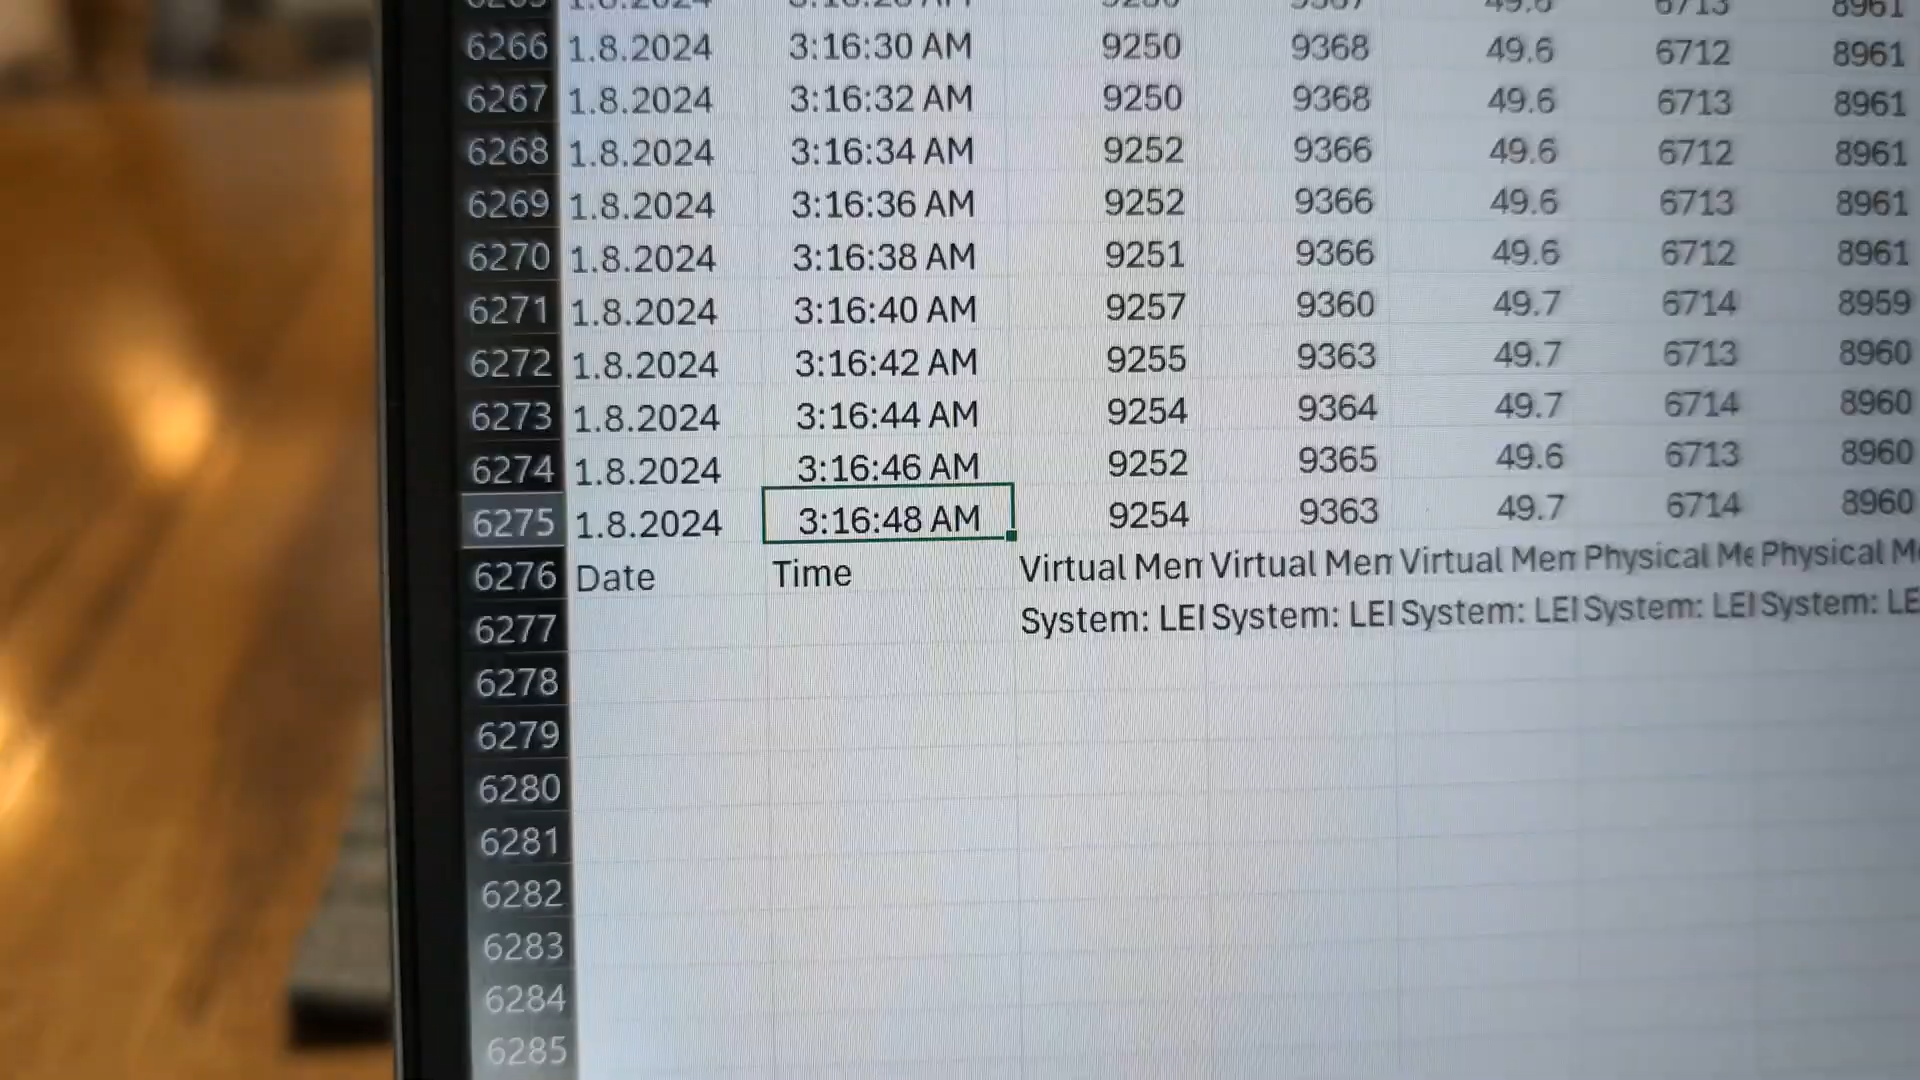 6266 1.8.2024 3:16:30 AM 9250 9368 49.6 6712 8961
6267 1.8.2024 3:16:32 AM 9250 9368 49.6 6713 8961
6268 1.8.2024 3:16:34 AM 9252 9366 49.6 6712 8961
6269 1.8.2024 3:16:36 AM 9252 9366 49.6 6713 8961
6270 1.8.2024 3:16:38 AM 9251 9366 49.6 6712 8961
6271 1.8.2024 3:16:40 AM 9257 9360 49.7 6714 8959
6272 1.8.2024 3:16:42 AM 9255 9363 49.7 6713 8960
6273 1.8.2024 3:16:44 AM 9254 9364 49.7 6714 8960
6274 1.8.2024 3:16:46 AM 9252 9365 49.6 6713 8960
6275 1.8.2024 3:16:48 AM 9254 9363 49.7 6714 8960
6276 Date Time Virtual Mem Virtual Mem Virtual Mem Physical Me Physical Me
6277 System: LEI System: LEI System: LEI System: LEI System: LE
6278
6279
6280
6281
6282
6283
6284
6285